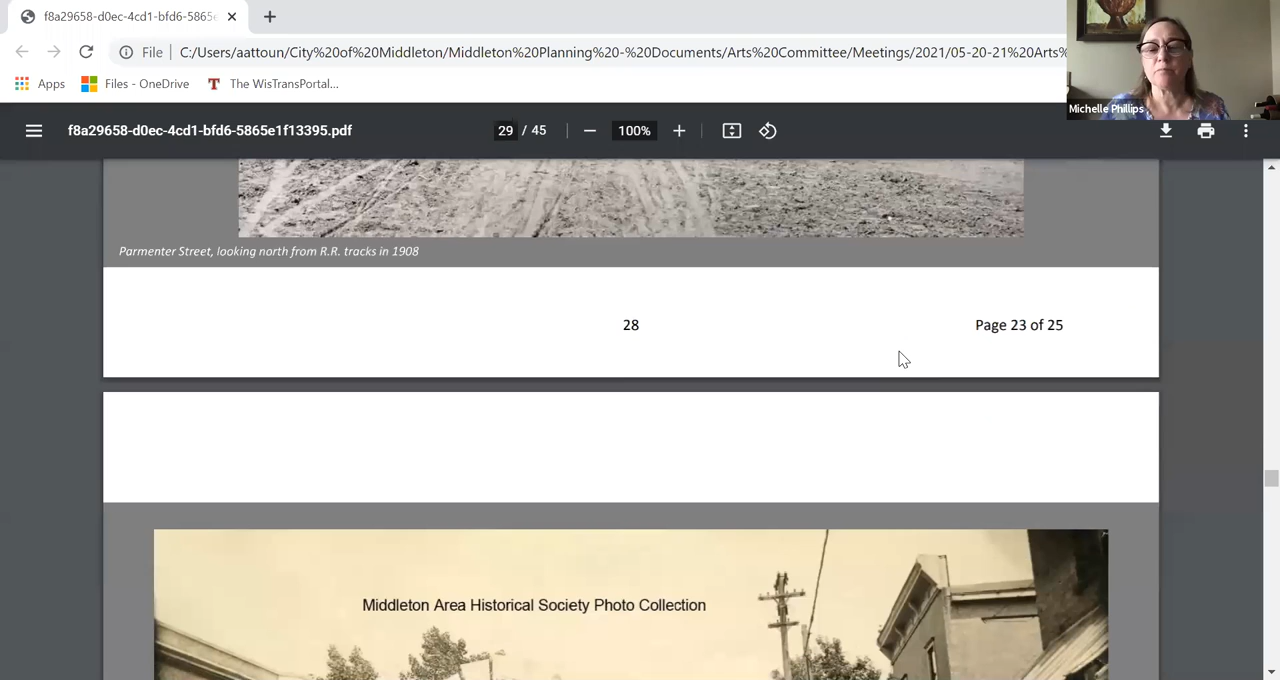 f8a29658-d0ec-4cd1-bfd6-5865e
File C:/Users/aattoun/City%20of%20Middleton/Middleton%20Planning%20-%20Documents/Arts%20Committee/Meetings/2021/05-20-21%20Arts%
Apps Files - OneDrive The WisTransPortal...
Michelle Phillips
f8a29658-d0ec-4cd1-bfd6-5865e1f13395.pdf 29 / 45 100%
Parmenter Street, looking north from R.R. tracks in 1908
28 Page 23 of 25
Middleton Area Historical Society Photo Collection